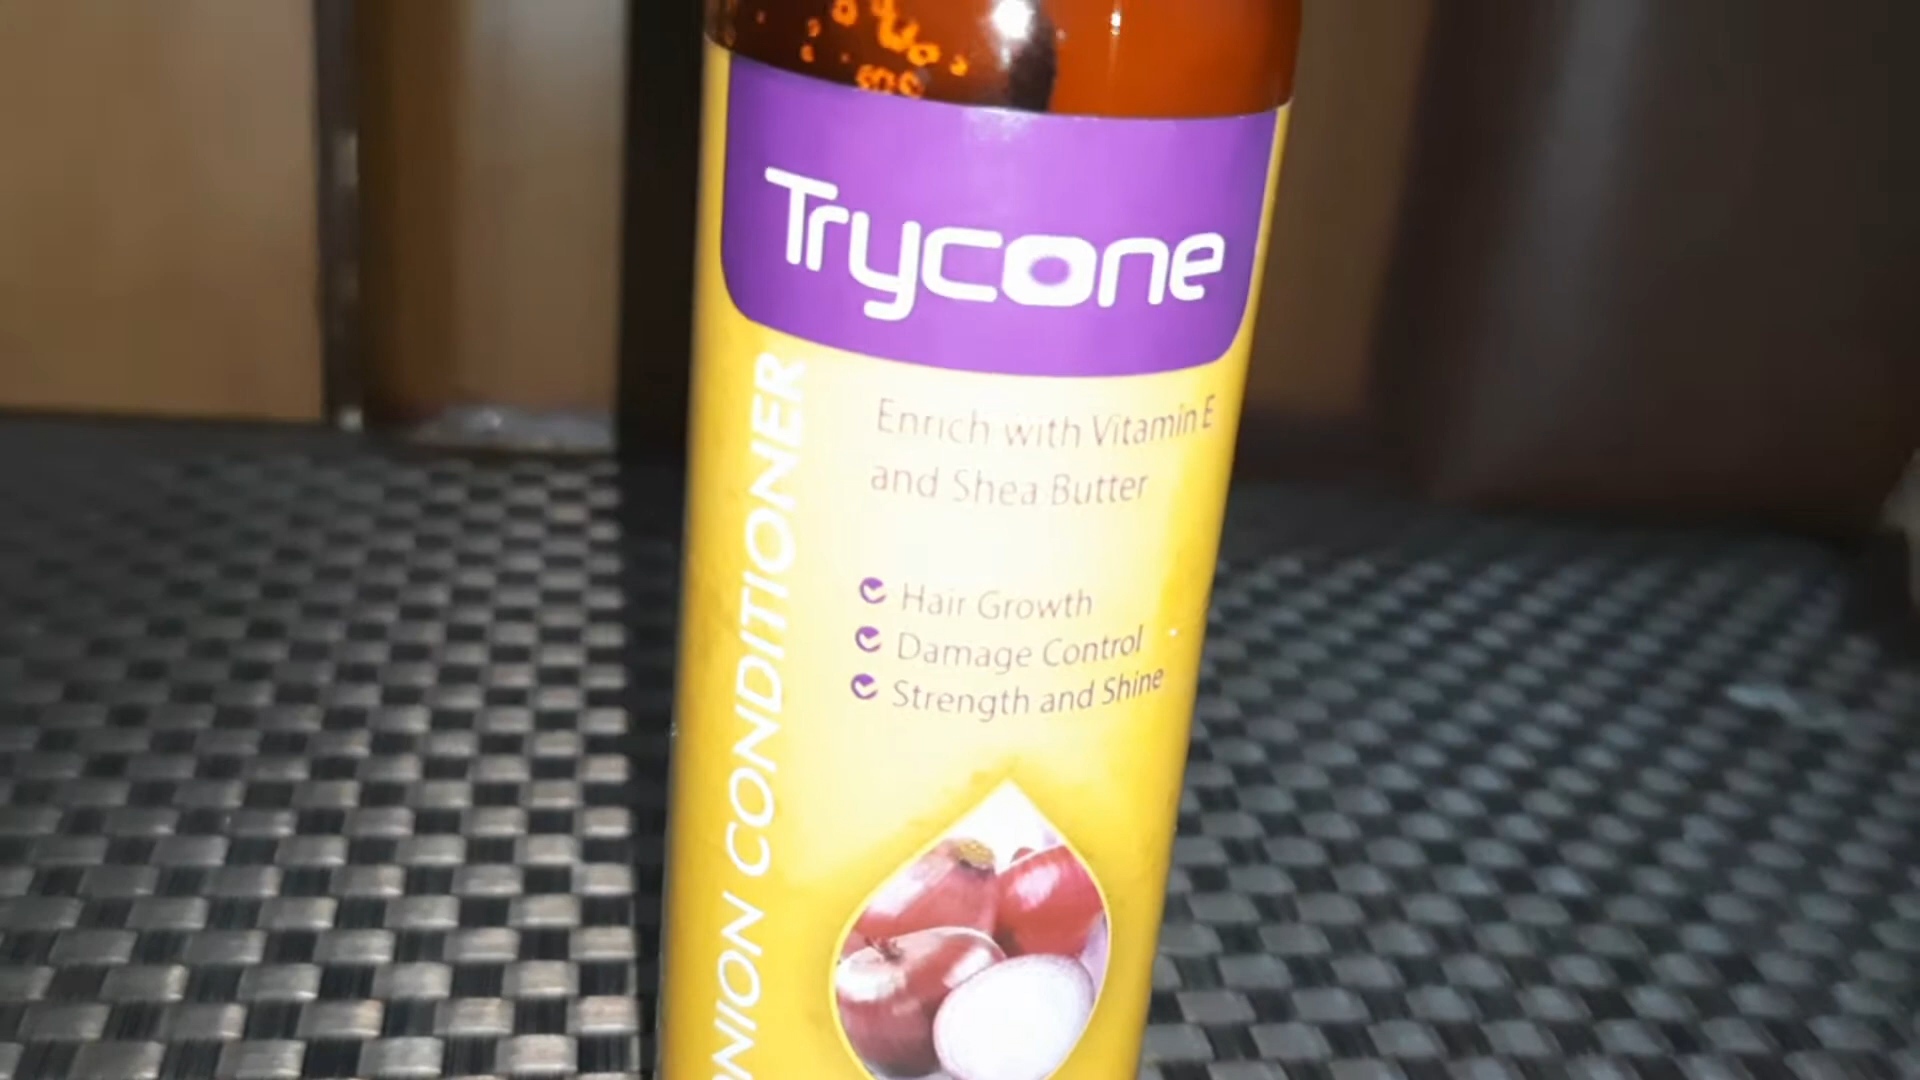 Trycone
Enrich with Vitamin E
and Shea Butter
Hair Growth
Damage Control
Strength and Shine
ONION CONDITIONER